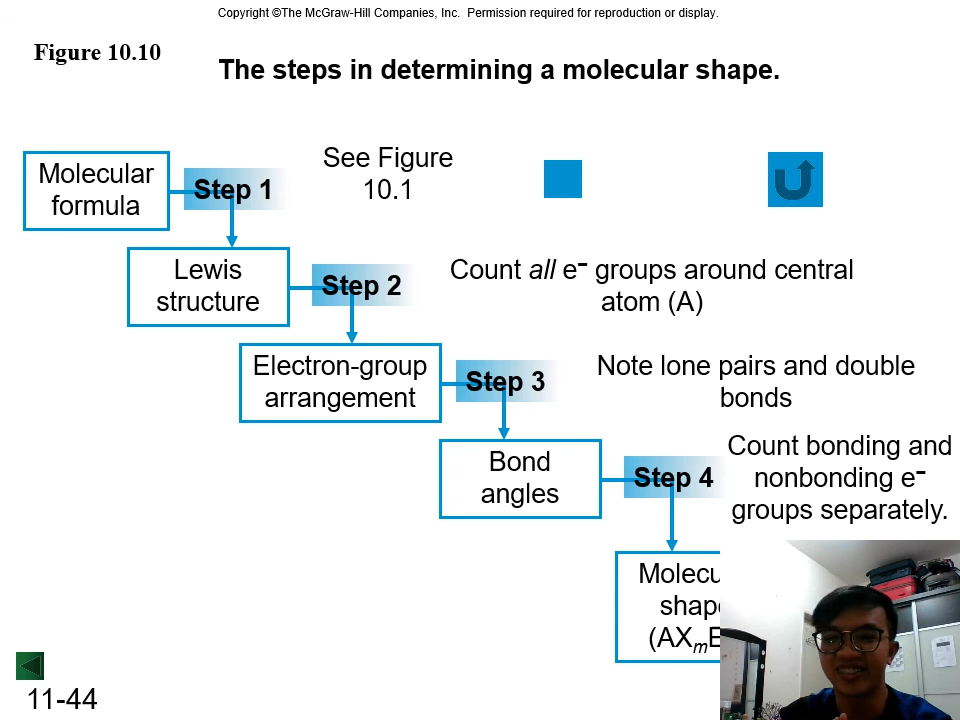 Copyright ©The McGraw-Hill Companies, Inc.  Permission required for reproduction or display.
Figure 10.10
The steps in determining a molecular shape.
Molecular
formula
Step 1
See Figure
10.1
Lewis
structure
Step 2
Count all e⁻ groups around central
atom (A)
Electron-group
arrangement
Step 3
Note lone pairs and double
bonds
Bond
angles
Step 4
Count bonding and
nonbonding e⁻
groups separately.
Molecu
shap
(AXₘE
11-44